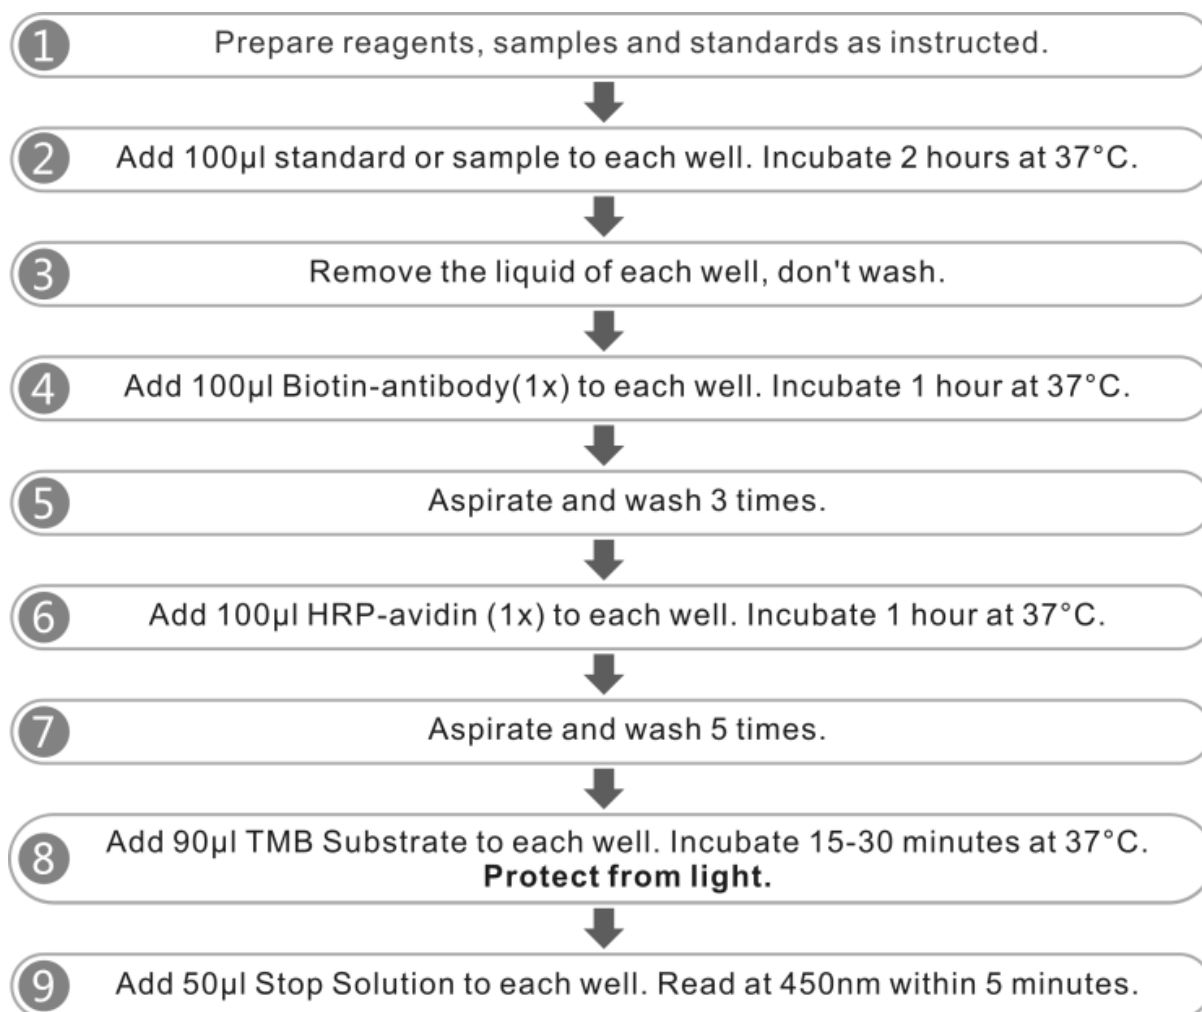 1 Prepare reagents, samples and standards as instructed.
2 Add 100µl standard or sample to each well. Incubate 2 hours at 37°C.
3 Remove the liquid of each well, don't wash.
4 Add 100µl Biotin-antibody(1x) to each well. Incubate 1 hour at 37°C.
5 Aspirate and wash 3 times.
6 Add 100µl HRP-avidin (1x) to each well. Incubate 1 hour at 37°C.
7 Aspirate and wash 5 times.
8 Add 90µl TMB Substrate to each well. Incubate 15-30 minutes at 37°C.
Protect from light.
9 Add 50µl Stop Solution to each well. Read at 450nm within 5 minutes.